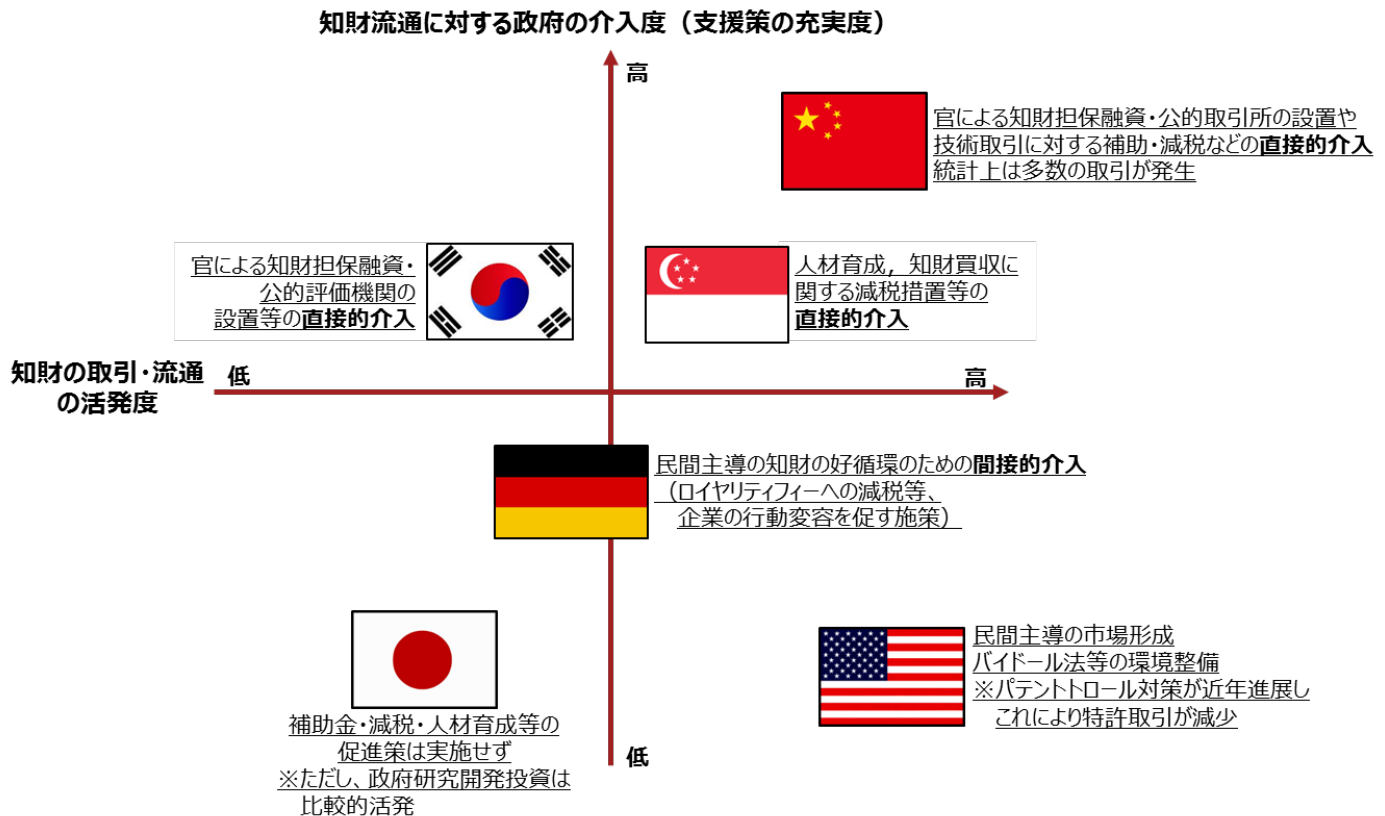 知財流通に対する政府の介入度（支援策の充実度）
高
官による知財担保融資・公的取引所の設置や
技術取引に対する補助・減税などの直接的介入
統計上は多数の取引が発生
官による知財担保融資・
公的評価機関の
設置等の直接的介入
人材育成，知財買収に
関する減税措置等の
直接的介入
知財の取引・流通
の活発度
低
高
民間主導の知財の好循環のための間接的介入
（ロイヤリティフィーへの減税等、
企業の行動変容を促す施策）
補助金・減税・人材育成等の
促進策は実施せず
※ただし、政府研究開発投資は
比較的活発
民間主導の市場形成
バイドール法等の環境整備
※パテントトロール対策が近年進展し
これにより特許取引が減少
低